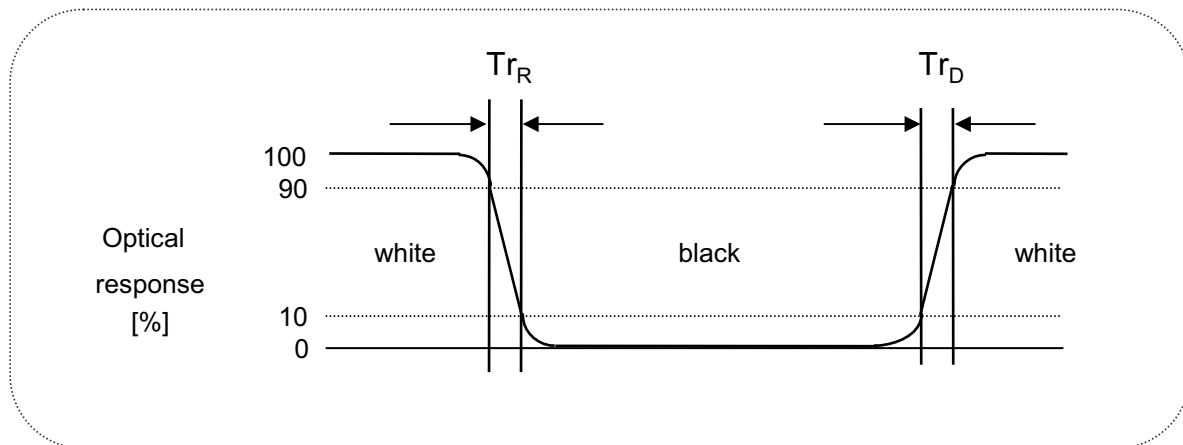 Tr_R Tr_D
100
90
Optical
white black white
response
[%]
10
0